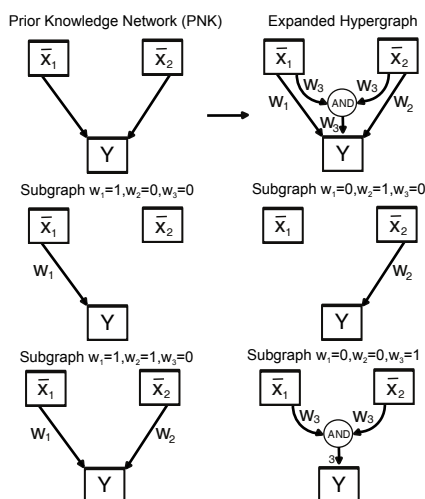 Prior Knowledge Network (PNK) Expanded Hypergraph
x̅₁ x̅₂ x̅₁ x̅₂
W₃ W₃
AND
W₁ W₂
W₃
Y Y
Subgraph w₁=1,w₂=0,w₃=0 Subgraph w₁=0,w₂=1,w₃=0
x̅₁ x̅₂ x̅₁ x̅₂
W₁ W₂
Y Y
Subgraph w₁=1,w₂=1,w₃=0 Subgraph w₁=0,w₂=0,w₃=1
x̅₁ x̅₂ x̅₁ x̅₂
W₁ W₂ W₃ W₃
AND
3
Y Y